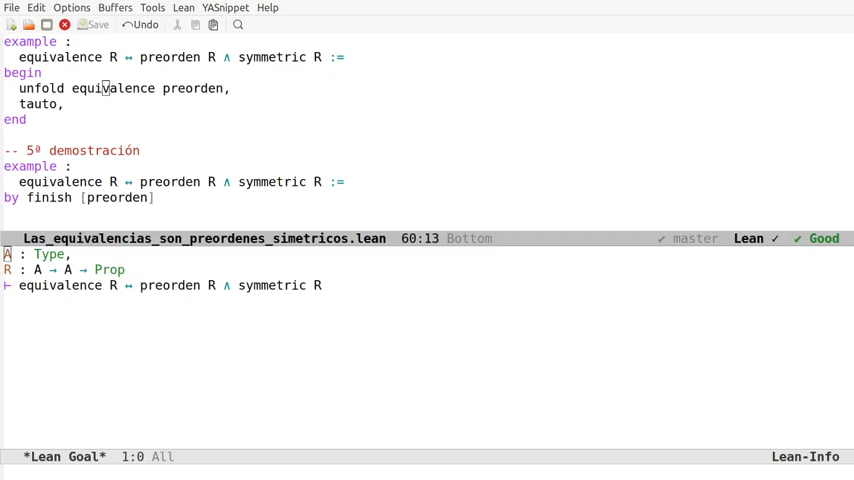 File Edit Options Buffers Tools Lean YASnippet Help
Save Undo
example :
  equivalence R ↔ preorden R ∧ symmetric R :=
begin
  unfold equivalence preorden,
  tauto,
end
-- 5ª demostración
example :
  equivalence R ↔ preorden R ∧ symmetric R :=
by finish [preorden]
Las_equivalencias_son_preordenes_simetricos.lean 60:13 Bottom ✔ master Lean ✓ ✔ Good
A : Type,
R : A → A → Prop
⊢ equivalence R ↔ preorden R ∧ symmetric R
*Lean Goal* 1:0 All Lean-Info